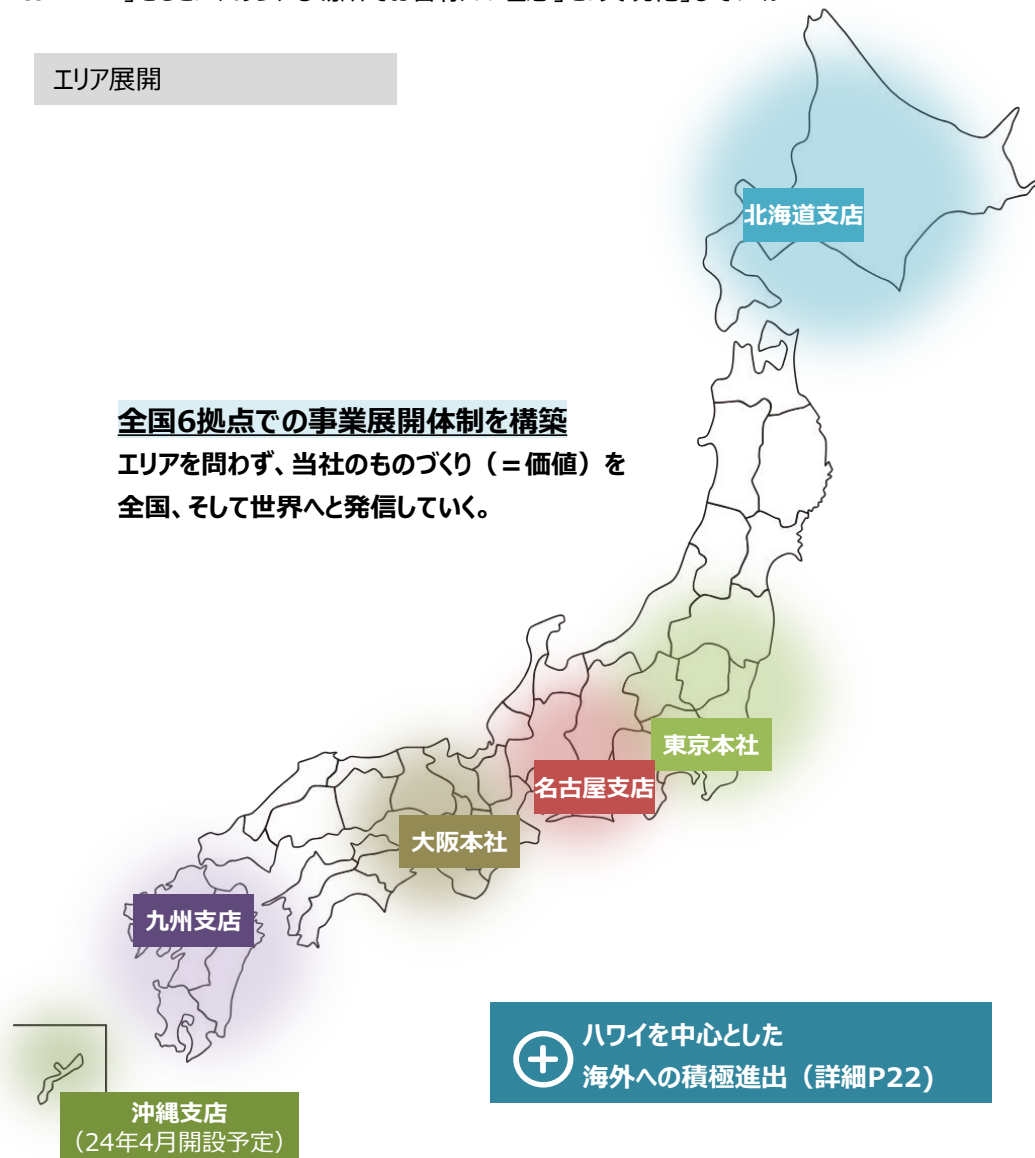 エリア展開
北海道支店
全国6拠点での事業展開体制を構築
エリアを問わず、当社のものづくり（=価値）を
全国、そして世界へと発信していく。
東京本社
名古屋支店
大阪本社
九州支店
ハワイを中心とした
海外への積極進出（詳細P22)
沖縄支店
（24年4月開設予定）